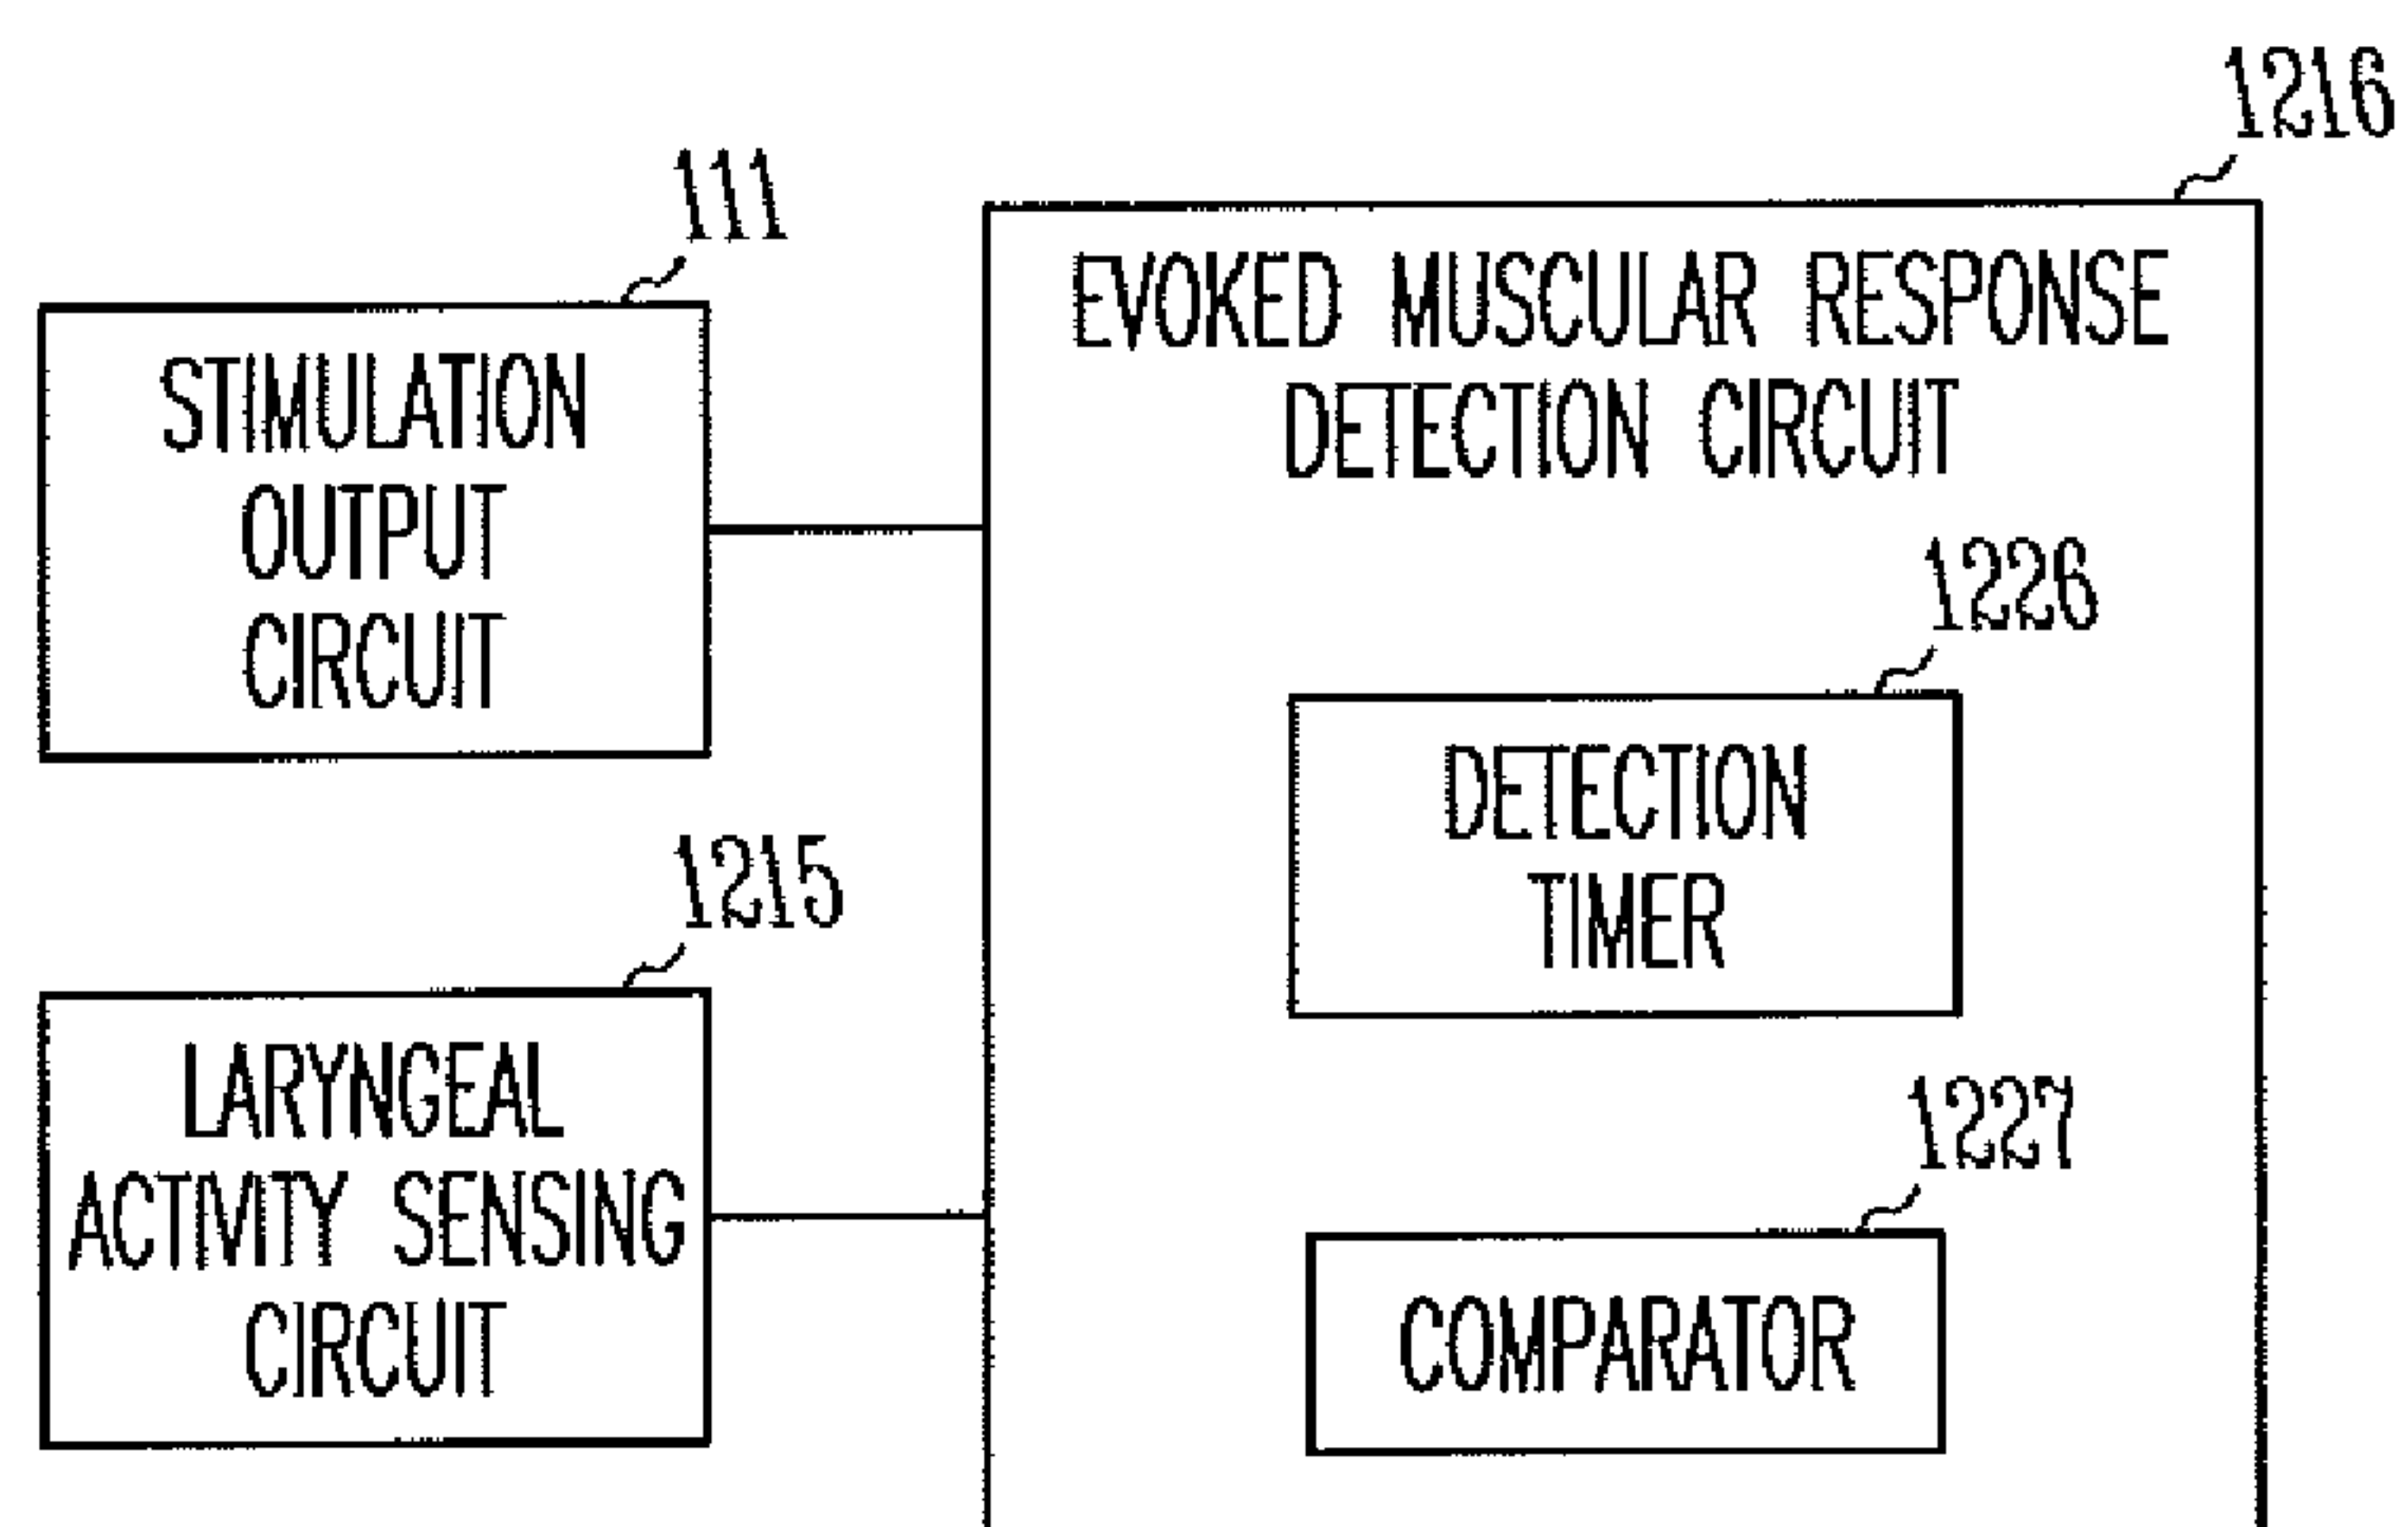 111
STIMULATION
OUTPUT
CIRCUIT
1215
LARYNGEAL
ACTIVITY SENSING
CIRCUIT
1216
EVOKED MUSCULAR RESPONSE
DETECTION CIRCUIT
1226
DETECTION
TIMER
1227
COMPARATOR